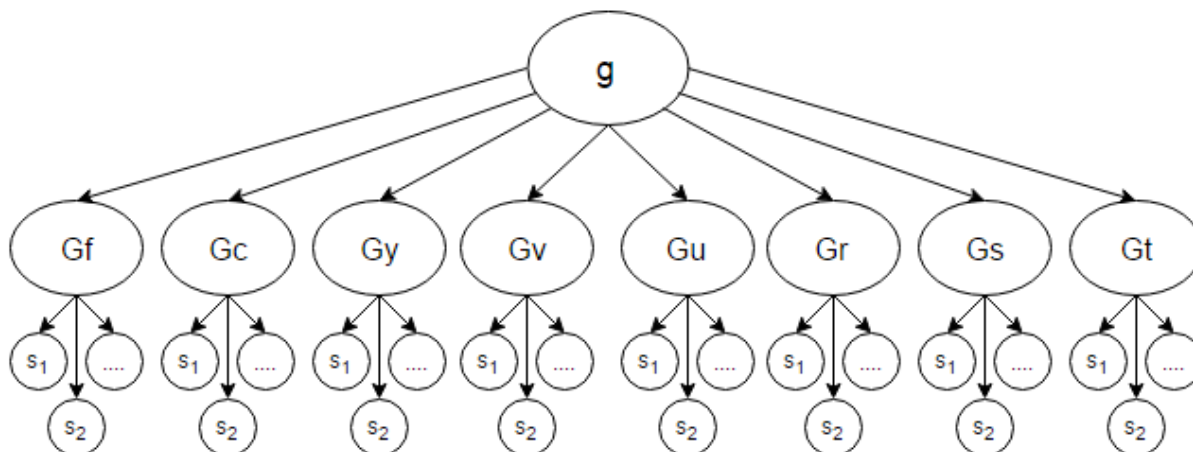 g
Gf Gc Gy Gv Gu Gr Gs Gt
s₁ .... s₁ .... s₁ .... s₁ .... s₁ .... s₁ .... s₁ .... s₁ ....
s₂ s₂ s₂ s₂ s₂ s₂ s₂ s₂